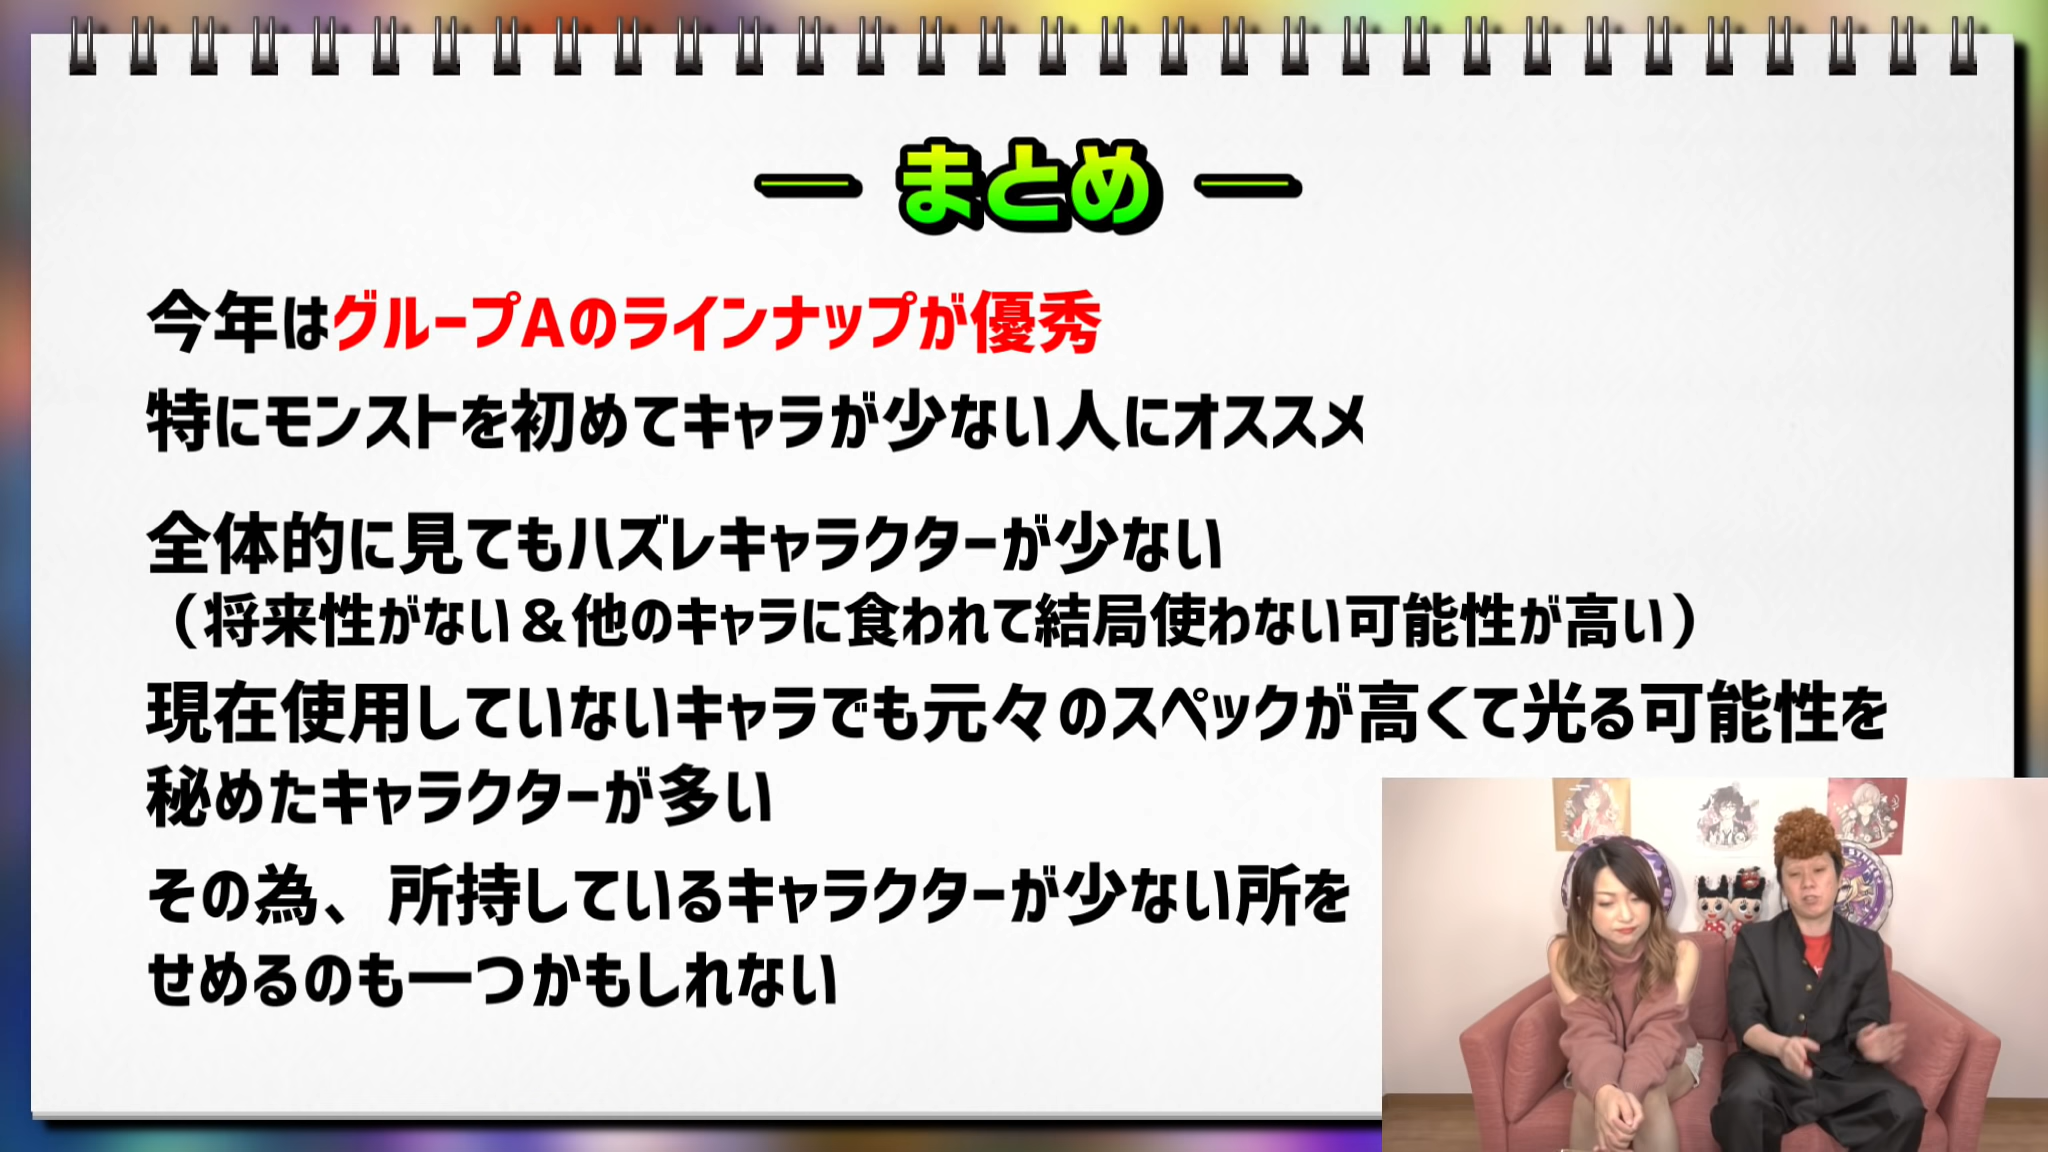 ― まとめ ―
今年はグループAのラインナップが優秀
特にモンストを初めてキャラが少ない人にオススメ
全体的に見てもハズレキャラクターが少ない
（将来性がない＆他のキャラに食われて結局使わない可能性が高い）
現在使用していないキャラでも元々のスペックが高くて光る可能性を
秘めたキャラクターが多い
その為、所持しているキャラクターが少ない所を
せめるのも一つかもしれない